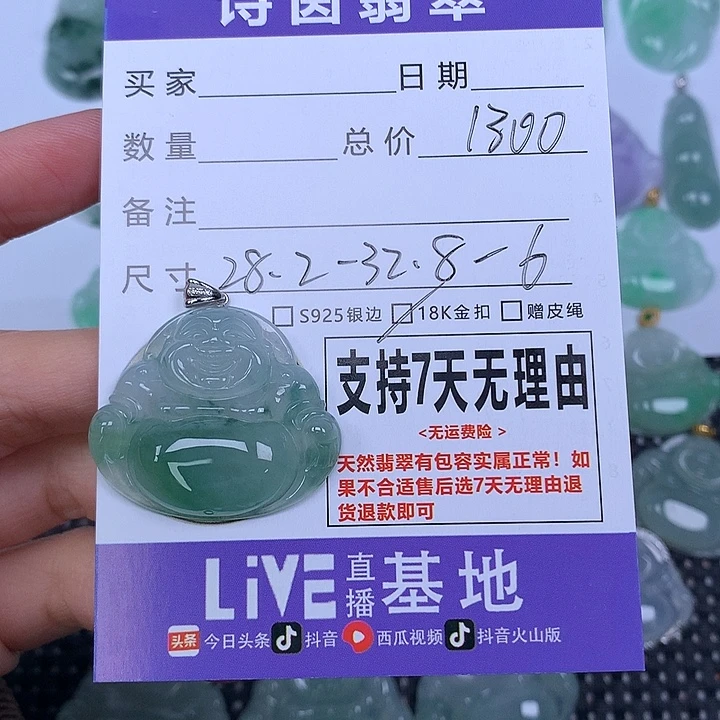 诗茵翡翠
买家 日期
数量 总价 1300
备注
尺寸 28.2-32.8-6
S925银边 18K金扣 赠皮绳
支持7天无理由
<无运费险>
天然翡翠有包容实属正常！如
果不合适售后选7天无理由退
货退款即可
LiVE 直播 基地
头条 今日头条 抖音 西瓜视频 抖音火山版